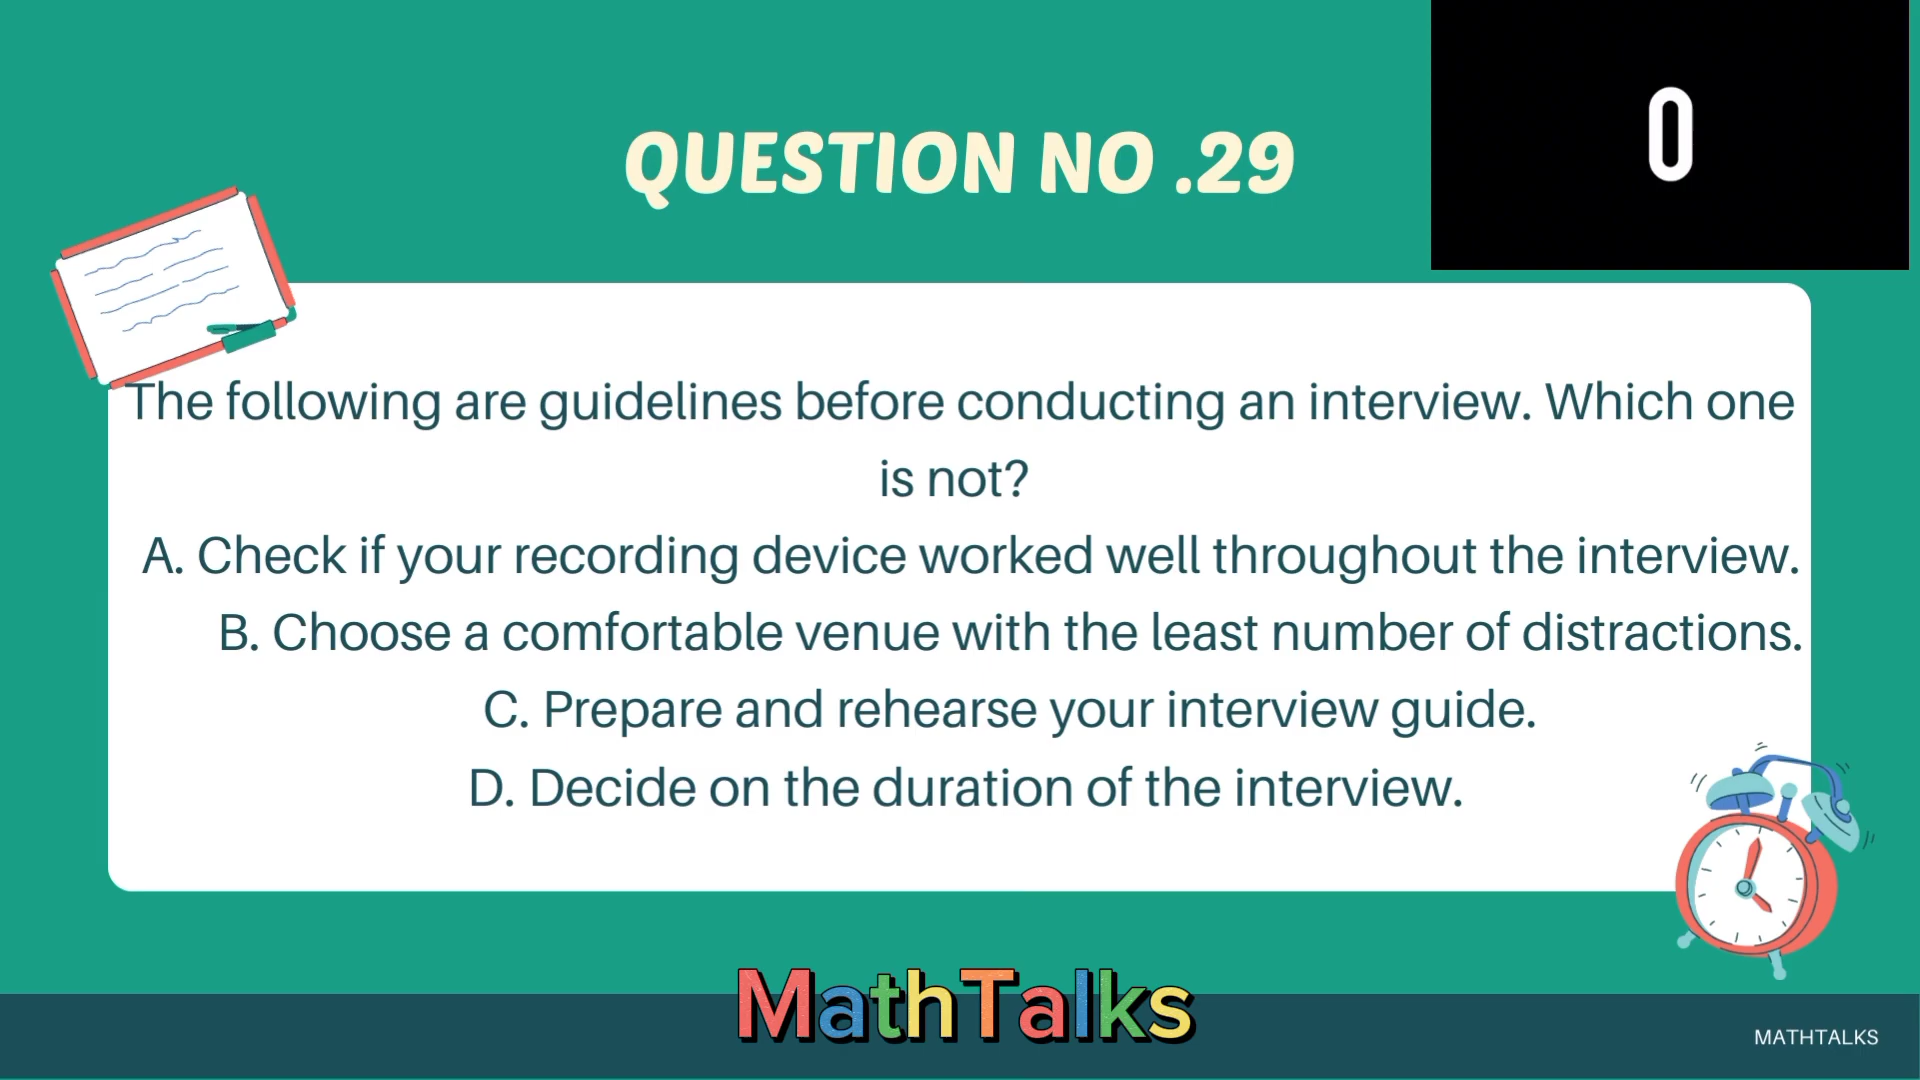 0
QUESTION NO .29
The following are guidelines before conducting an interview. Which one
is not?
A. Check if your recording device worked well throughout the interview.
B. Choose a comfortable venue with the least number of distractions.
C. Prepare and rehearse your interview guide.
D. Decide on the duration of the interview.
MathTalks
MATHTALKS